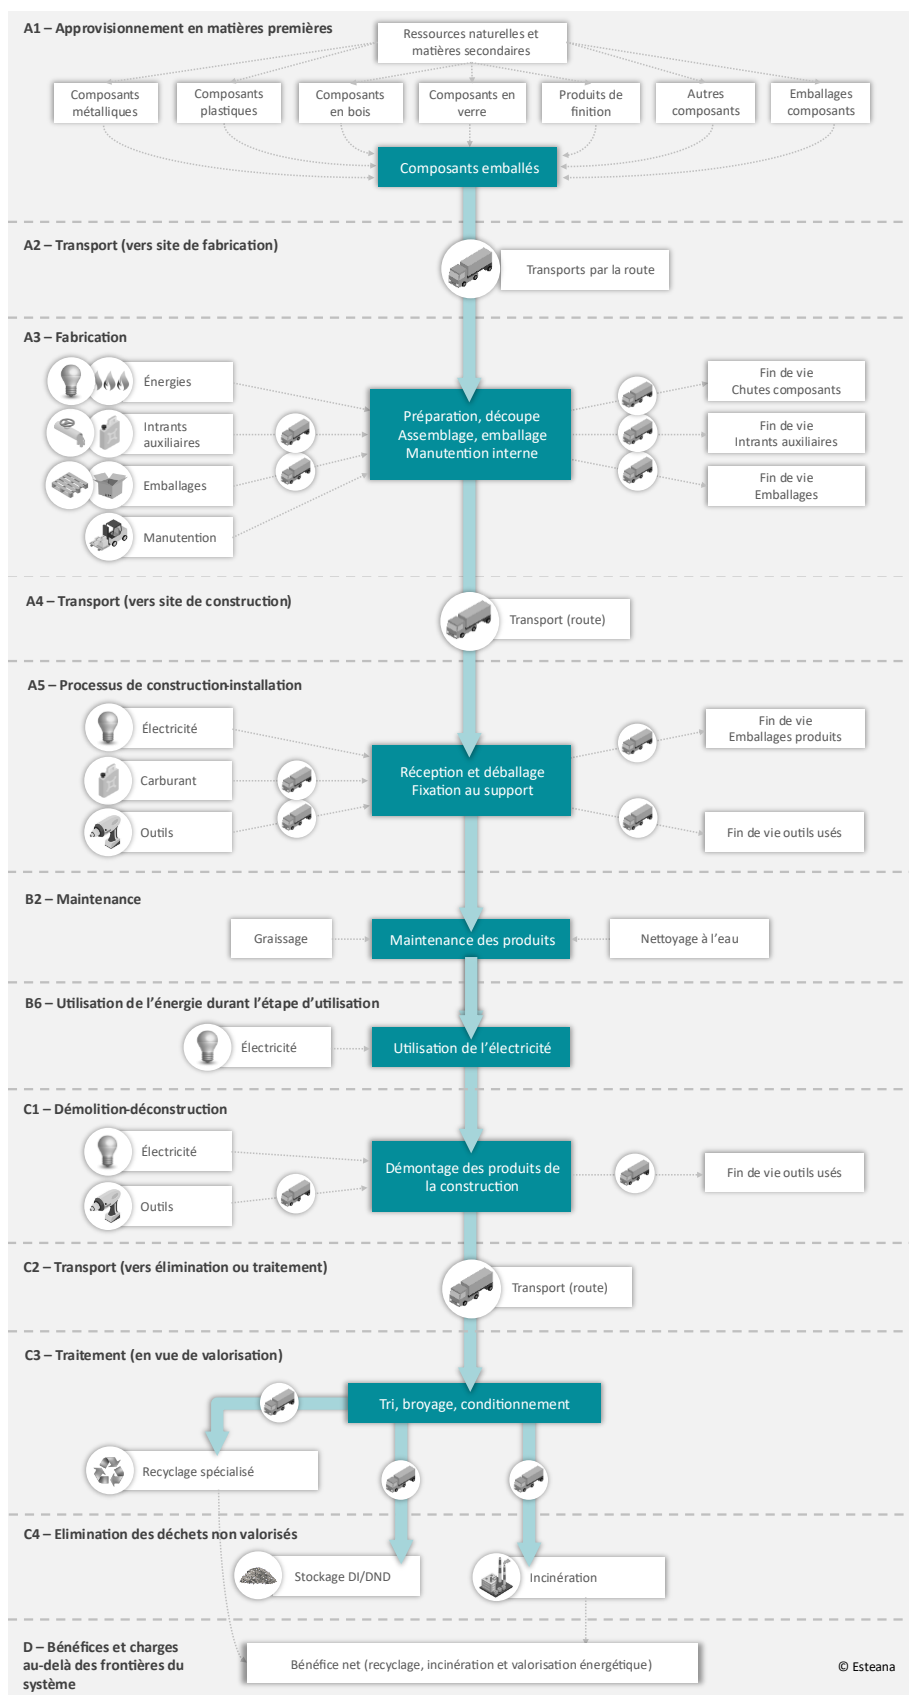 A1 – Approvisionnement en matières premières
Ressources naturelles et
matières secondaires
Composants
métalliques
Composants
plastiques
Composants
en bois
Composants en
verre
Produits de
finition
Autres
composants
Emballages
composants
Composants emballés
A2 – Transport (vers site de fabrication)
Transports par la route
A3 – Fabrication
Énergies
Intrants
auxiliaires
Emballages
Manutention
Préparation, découpe
Assemblage, emballage
Manutention interne
Fin de vie
Chutes composants
Fin de vie
Intrants auxiliaires
Fin de vie
Emballages
A4 – Transport (vers site de construction)
Transport (route)
A5 – Processus de construction-installation
Électricité
Carburant
Outils
Réception et déballage
Fixation au support
Fin de vie
Emballages produits
Fin de vie outils usés
B2 – Maintenance
Graissage
Maintenance des produits
Nettoyage à l’eau
B6 – Utilisation de l’énergie durant l’étape d’utilisation
Électricité
Utilisation de l’électricité
C1 – Démolition-déconstruction
Électricité
Outils
Démontage des produits de
la construction
Fin de vie outils usés
C2 – Transport (vers élimination ou traitement)
Transport (route)
C3 – Traitement (en vue de valorisation)
Tri, broyage, conditionnement
Recyclage spécialisé
C4 – Elimination des déchets non valorisés
Stockage DI/DND
Incinération
D – Bénéfices et charges
au-delà des frontières du
système
Bénéfice net (recyclage, incinération et valorisation énergétique)
© Esteana